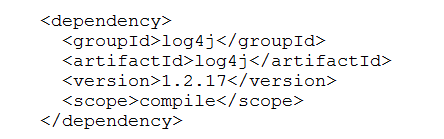 <dependency>
<groupId>log4j</groupId>
<artifactId>log4j</artifactId>
<version>1.2.17</version>
<scope>compile</scope>
</dependency>